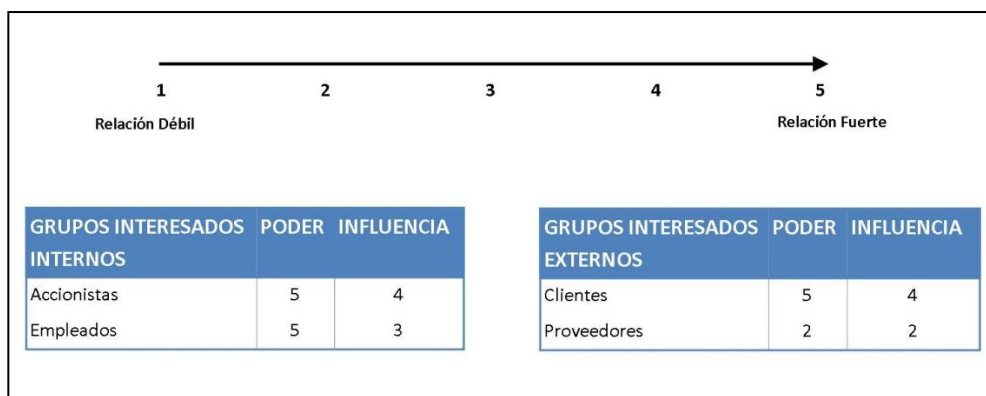 1 2 3 4 5
Relación Débil Relación Fuerte
GRUPOS INTERESADOS PODER INFLUENCIA
INTERNOS
Accionistas 5 4
Empleados 5 3
GRUPOS INTERESADOS PODER INFLUENCIA
EXTERNOS
Clientes 5 4
Proveedores 2 2